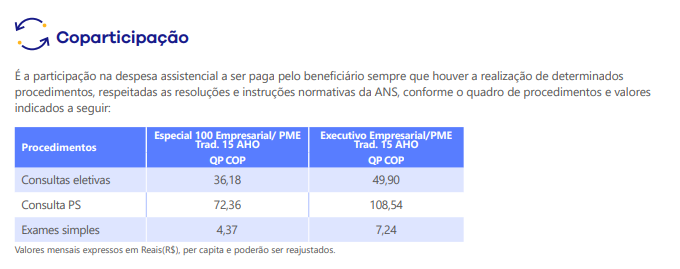 Coparticipação
É a participação na despesa assistencial a ser paga pelo beneficiário sempre que houver a realização de determinados
procedimentos, respeitadas as resoluções e instruções normativas da ANS, conforme o quadro de procedimentos e valores
indicados a seguir:
Procedimentos
Especial 100 Empresarial/ PME
Trad. 15 AHO
QP COP
Executivo Empresarial/PME
Trad. 15 AHO
QP COP
Consultas eletivas 36,18 49,90
Consulta PS 72,36 108,54
Exames simples 4,37 7,24
Valores mensais expressos em Reais(R$), per capita e poderão ser reajustados.